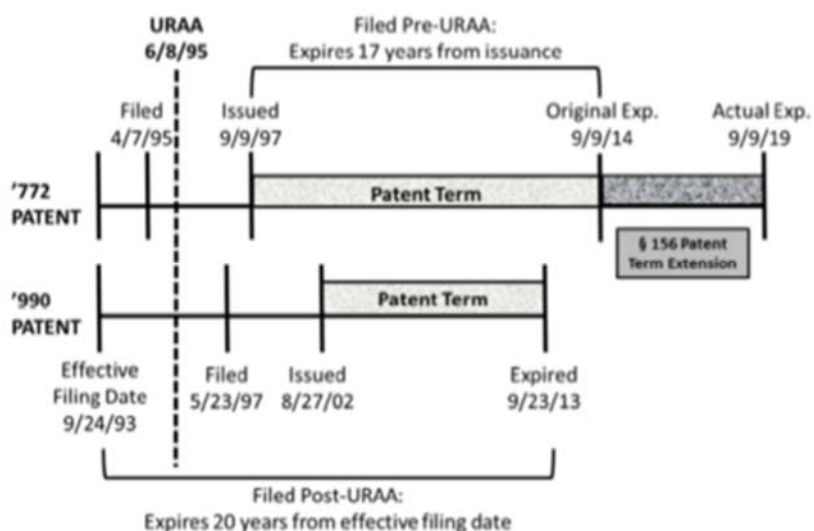 URAA
6/8/95
Filed Pre-URAA:
Expires 17 years from issuance
Filed
4/7/95
Issued
9/9/97
Original Exp.
9/9/14
Actual Exp.
9/9/19
'772
PATENT
Patent Term
§ 156 Patent
Term Extension
'990
PATENT
Patent Term
Effective
Filing Date
9/24/93
Filed
5/23/97
Issued
8/27/02
Expired
9/23/13
Filed Post-URAA:
Expires 20 years from effective filing date